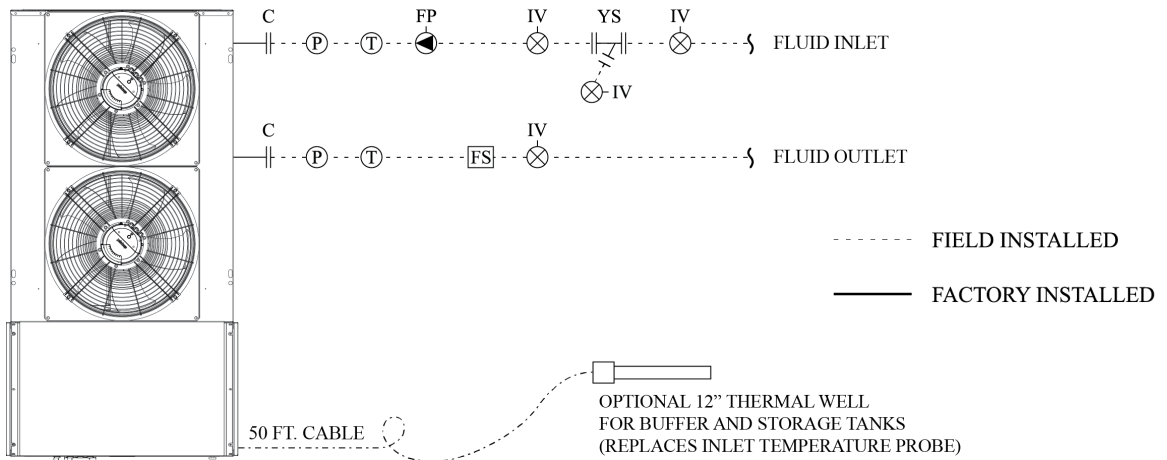 C P T FP IV YS IV FLUID INLET
IV
C P T FS IV FLUID OUTLET
FIELD INSTALLED
FACTORY INSTALLED
50 FT. CABLE
OPTIONAL 12” THERMAL WELL
FOR BUFFER AND STORAGE TANKS
(REPLACES INLET TEMPERATURE PROBE)